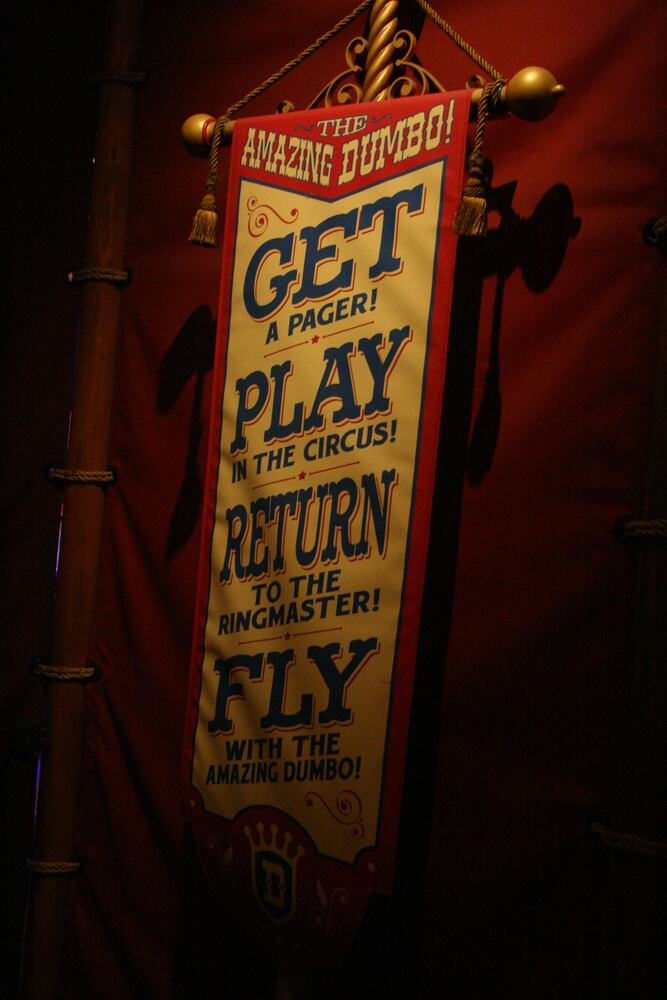 THE
AMAZING DUMBO!
GET
A PAGER!
PLAY
IN THE CIRCUS!
RETURN
TO THE
RINGMASTER!
FLY
WITH THE
AMAZING DUMBO!
D